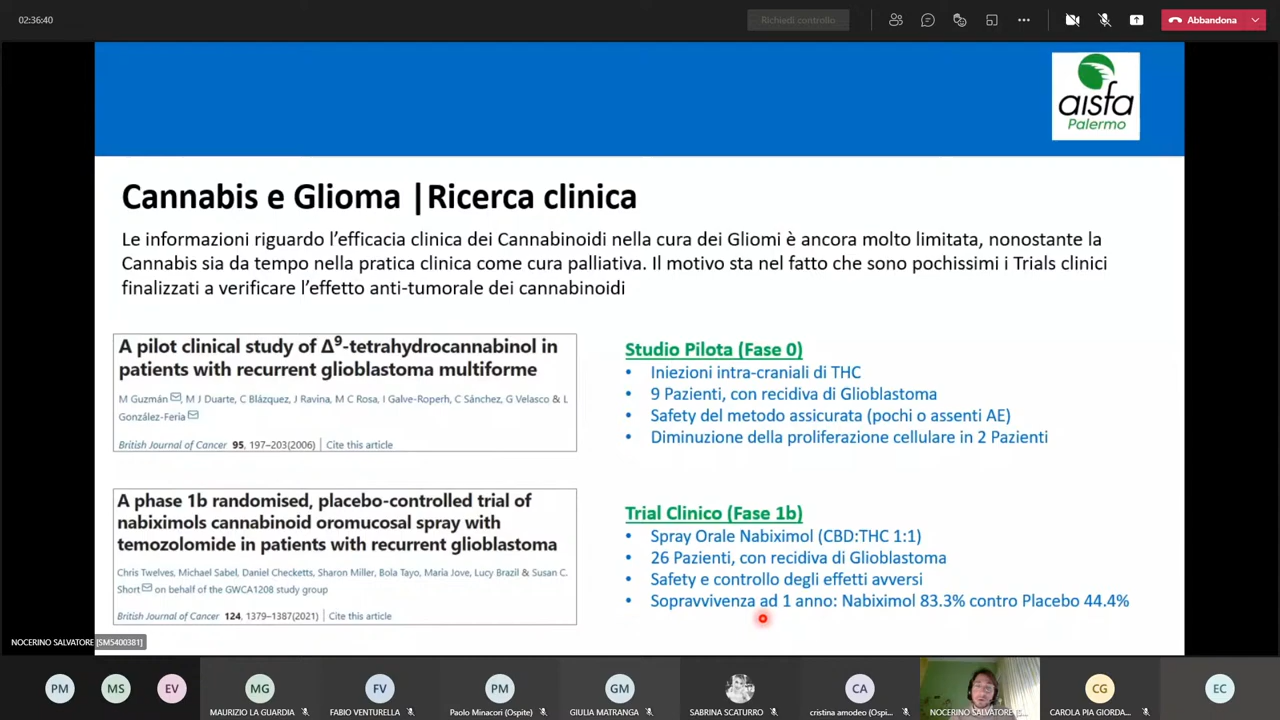 02:36:40
Richiedi controllo
Abbandona
aisfa
Palermo
Cannabis e Glioma |Ricerca clinica
Le informazioni riguardo l'efficacia clinica dei Cannabinoidi nella cura dei Gliomi è ancora molto limitata, nonostante la
Cannabis sia da tempo nella pratica clinica come cura palliativa. Il motivo sta nel fatto che sono pochissimi i Trials clinici
finalizzati a verificare l'effetto anti-tumorale dei cannabinoidi
A pilot clinical study of Δ⁹-tetrahydrocannabinol in
patients with recurrent glioblastoma multiforme
M Guzmán, M J Duarte, C Blázquez, J Ravina, M C Rosa, I Galve-Roperh, C Sánchez, G Velasco & L
González-Feria
British Journal of Cancer 95, 197–203(2006) | Cite this article
Studio Pilota (Fase 0)
• Iniezioni intra-craniali di THC
• 9 Pazienti, con recidiva di Glioblastoma
• Safety del metodo assicurata (pochi o assenti AE)
• Diminuzione della proliferazione cellulare in 2 Pazienti
A phase 1b randomised, placebo-controlled trial of
nabiximols cannabinoid oromucosal spray with
temozolomide in patients with recurrent glioblastoma
Chris Twelves, Michael Sabel, Daniel Checketts, Sharon Miller, Bola Tayo, Maria Jove, Lucy Brazil & Susan C.
Short on behalf of the GWCA1208 study group
British Journal of Cancer 124, 1379–1387(2021) | Cite this article
Trial Clinico (Fase 1b)
• Spray Orale Nabiximol (CBD:THC 1:1)
• 26 Pazienti, con recidiva di Glioblastoma
• Safety e controllo degli effetti avversi
• Sopravvivenza ad 1 anno: Nabiximol 83.3% contro Placebo 44.4%
NOCERINO SALVATORE [SM5400381]
PM
MS
EV
MG
MAURIZIO LA GUARDIA
FV
FABIO VENTURELLA
PM
Paolo Minacori (Ospite)
GM
GIULIA MATRANGA
SABRINA SCATURRO
CA
cristina amodeo (Ospi...
NOCERINO SALVATORE
CG
CAROLA PIA GIORDA...
EC